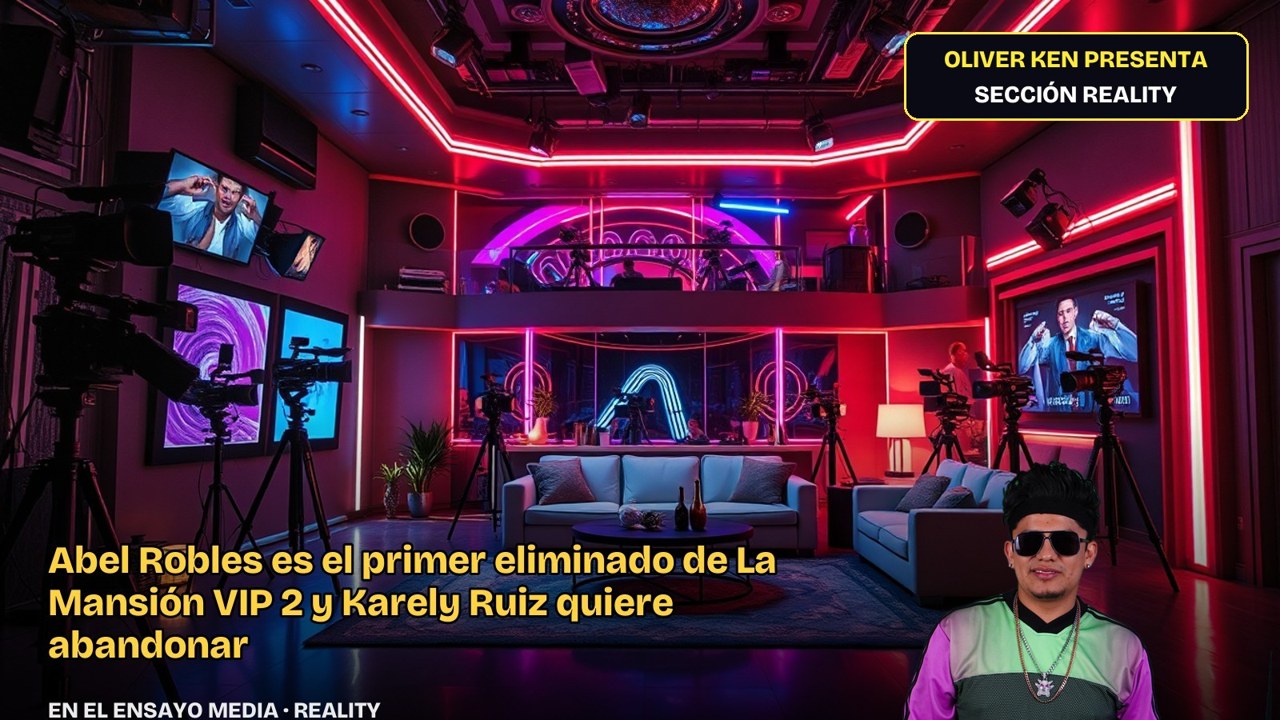 OLIVER KEN PRESENTA
SECCIÓN REALITY
Abel Robles es el primer eliminado de La
Mansión VIP 2 y Karely Ruiz quiere
abandonar
EN EL ENSAYO MEDIA · REALITY